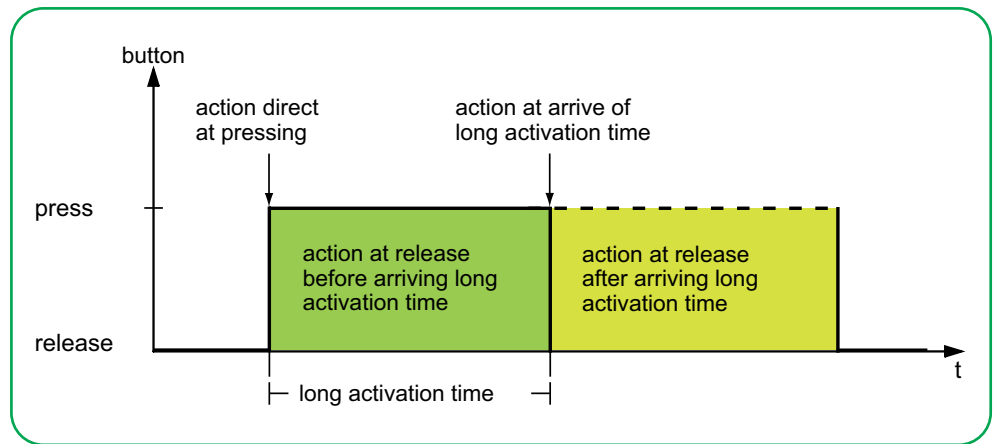 button
action direct
at pressing
action at arrive of
long activation time
press
action at release
before arriving long
activation time
action at release
after arriving long
activation time
release
t
long activation time